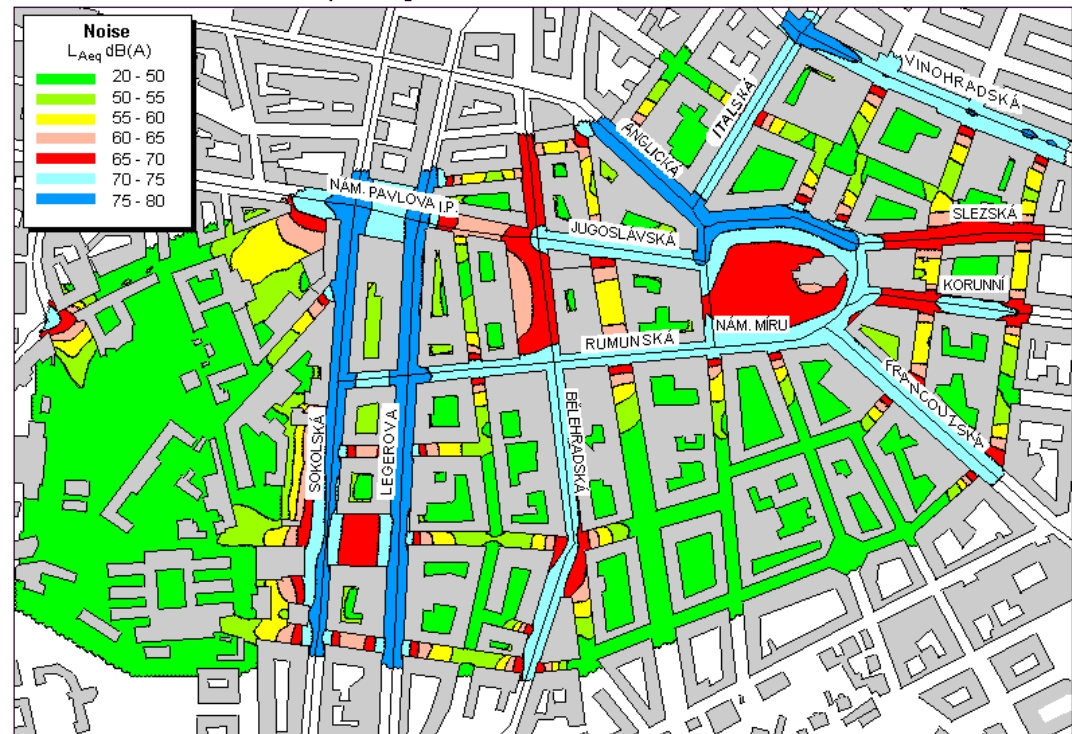 Noise
LAeq dB(A)
20 - 50
50 - 55
55 - 60
60 - 65
65 - 70
70 - 75
75 - 80
VINOHRADSKÁ
ITALSKÁ
ANGLICKÁ
NÁM. PAVLOVA I.P.
SLEZSKÁ
JUGOSLÁVSKÁ
KORUNNÍ
NÁM. MÍRU
RUMUNSKÁ
FRANCOUZSKÁ
BĚLEHRADSKÁ
SOKOLSKÁ
LEGEROVA